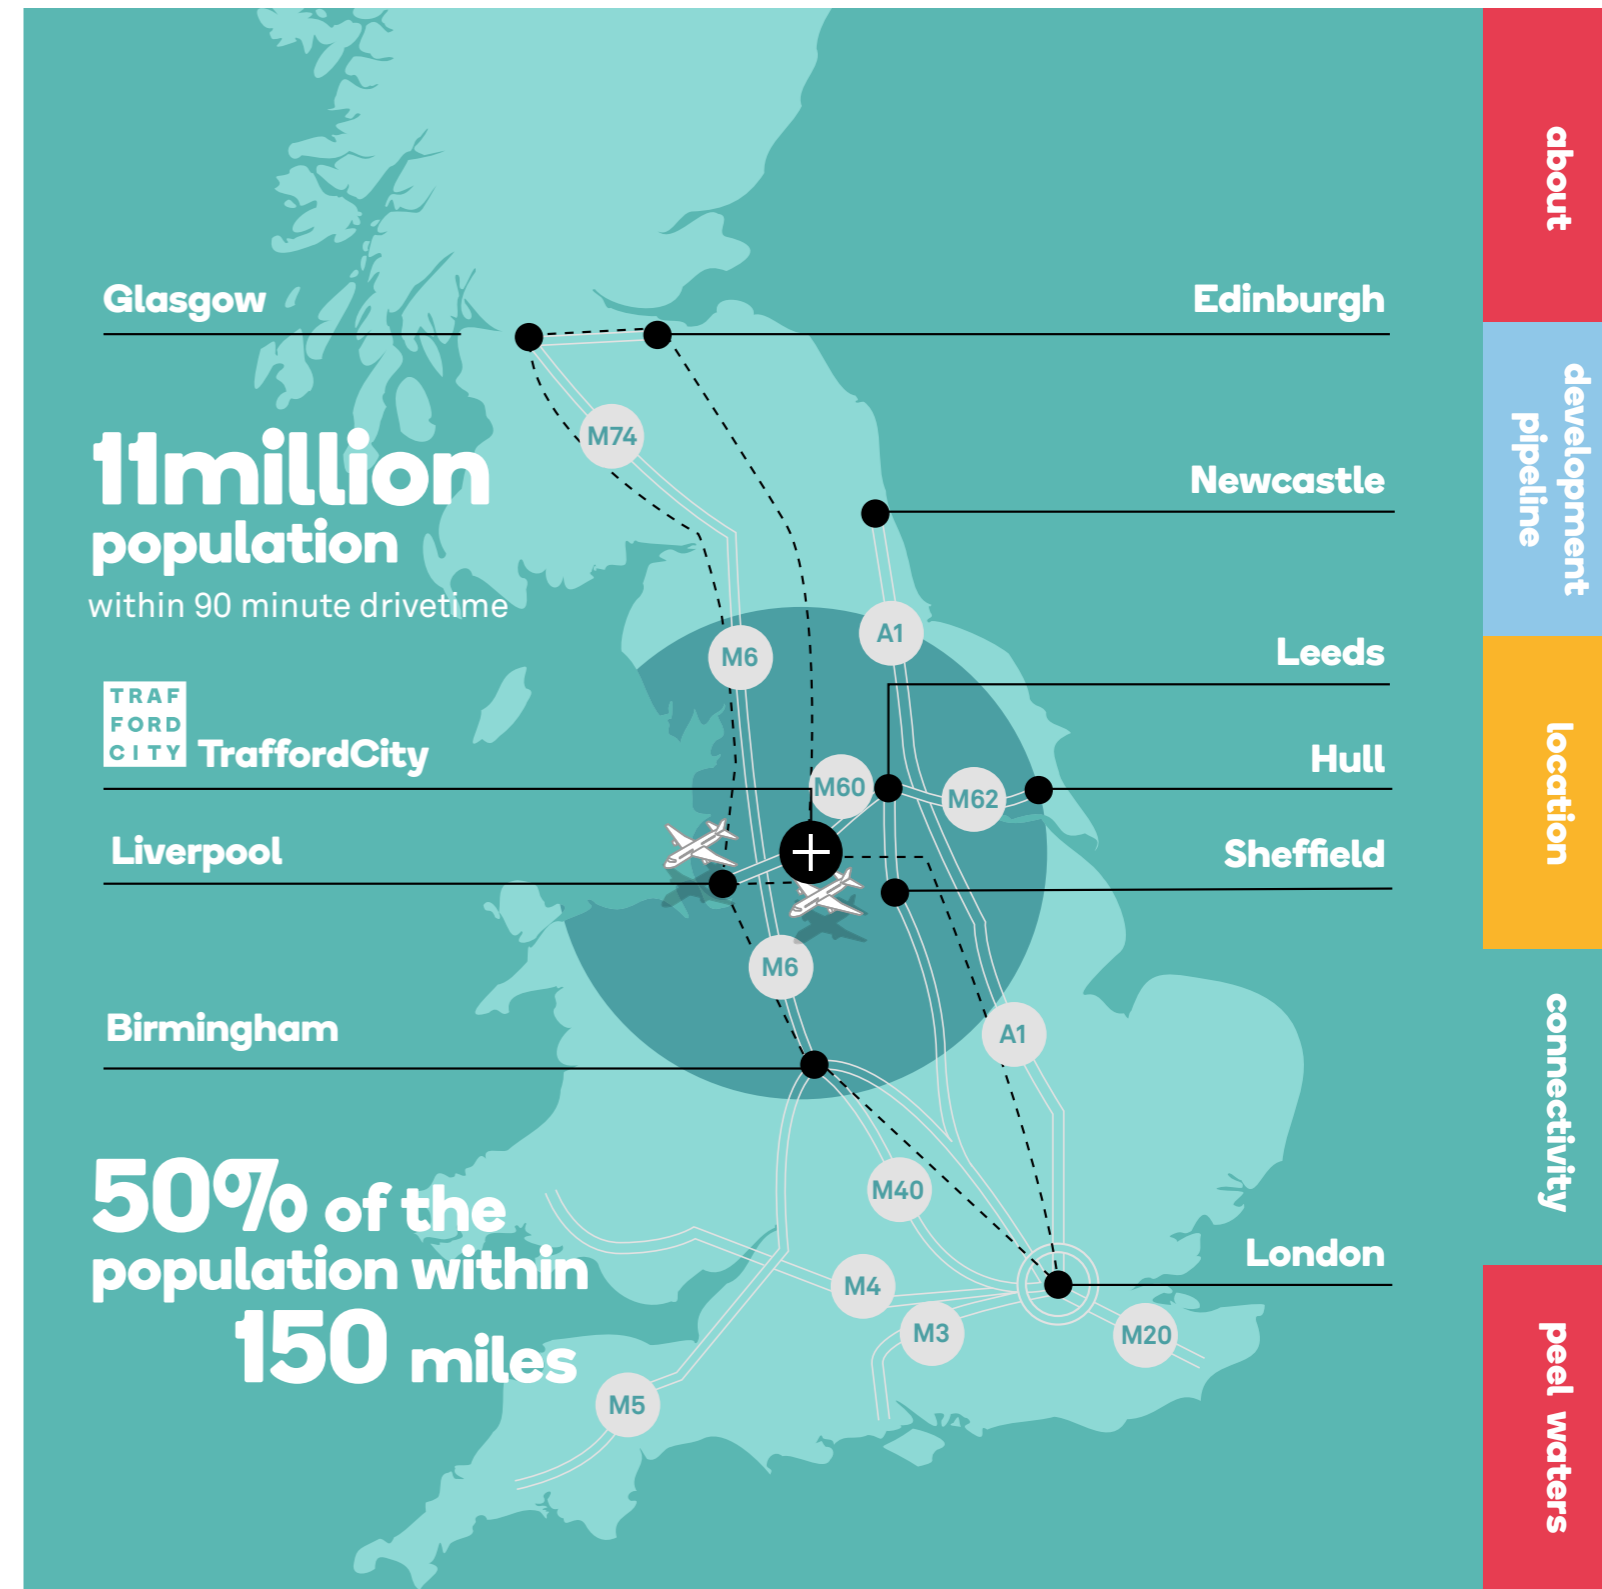 Glasgow
Edinburgh
M74
11million
population
within 90 minute drivetime
Newcastle
A1
M6
Leeds
TRAF
FORD
CITY
TraffordCity
Hull
M60
M62
Liverpool
Sheffield
M6
Birmingham
A1
50% of the
population within
150 miles
M40
London
M4
M3
M20
M5
about
development
pipeline
location
connectivity
peel waters